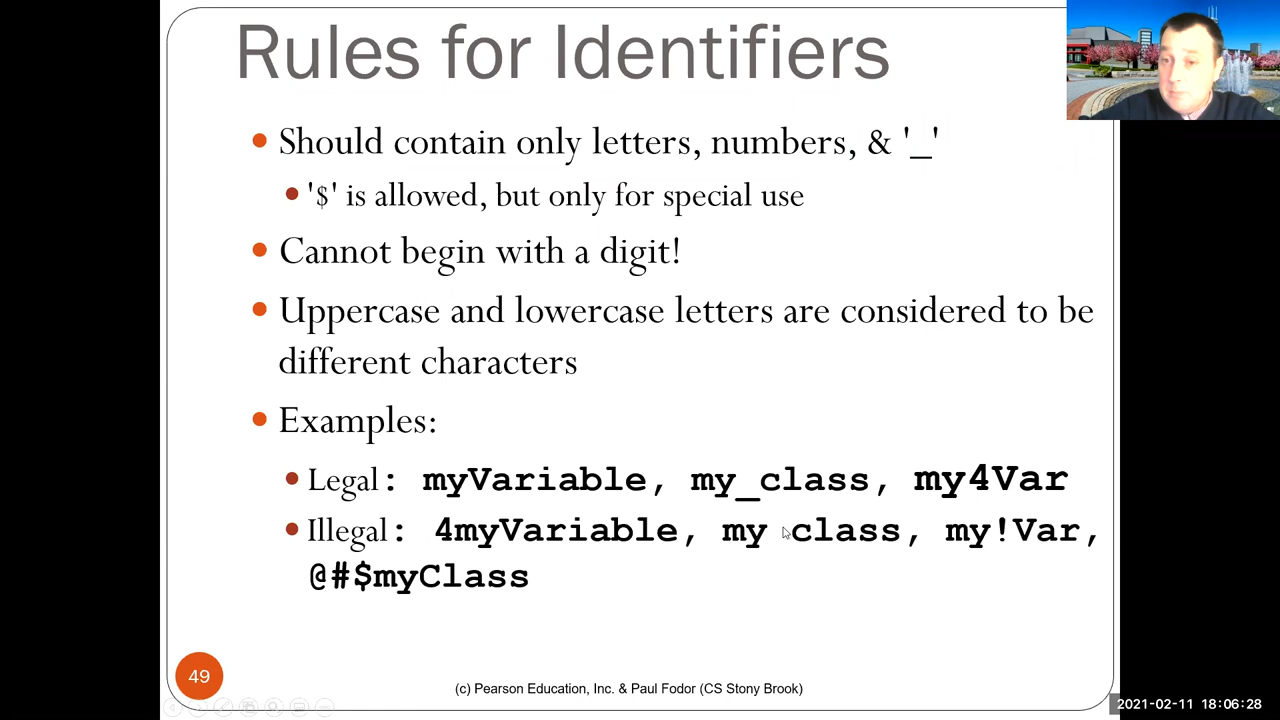 Rules for Identifiers
Should contain only letters, numbers, & '_'
'$' is allowed, but only for special use
Cannot begin with a digit!
Uppercase and lowercase letters are considered to be
different characters
Examples:
Legal: myVariable, my_class, my4Var
Illegal: 4myVariable, my class, my!Var,
@#$myClass
49
(c) Pearson Education, Inc. & Paul Fodor (CS Stony Brook)
2021-02-11 18:06:28